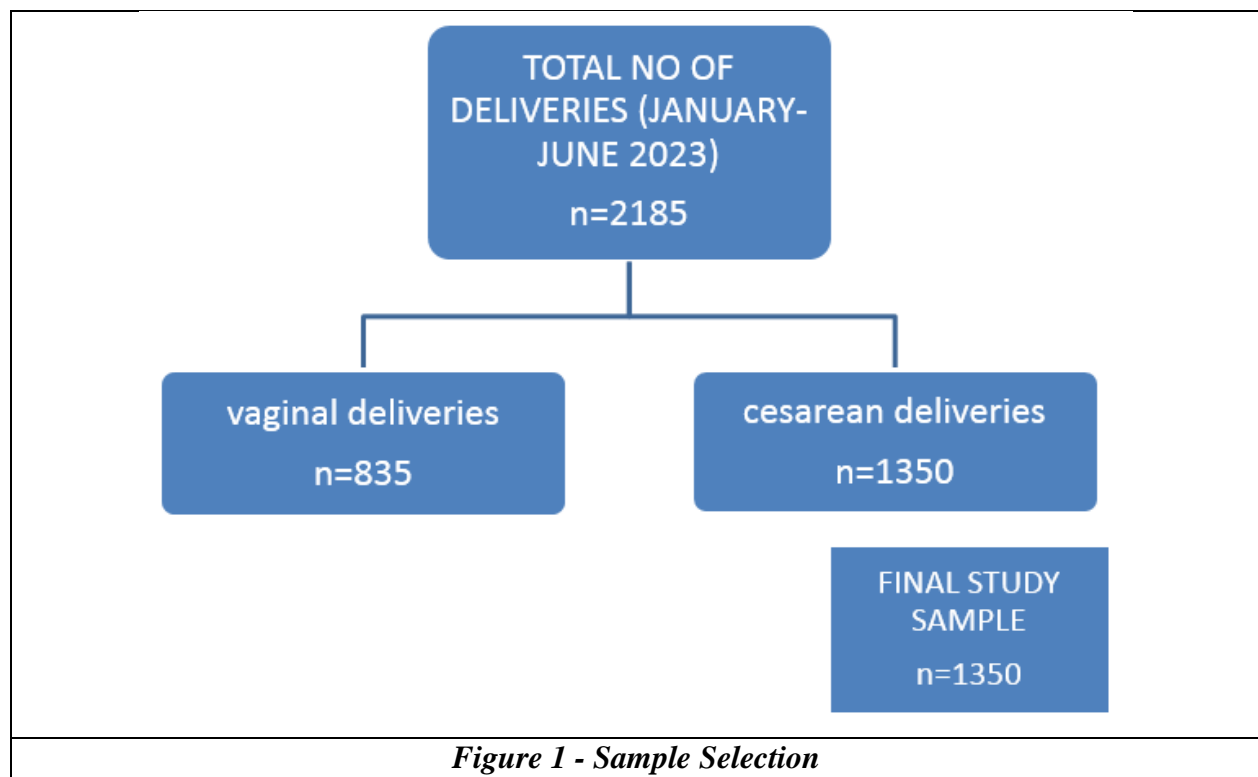 TOTAL NO OF
DELIVERIES (JANUARY-
JUNE 2023)
n=2185
vaginal deliveries
n=835
cesarean deliveries
n=1350
FINAL STUDY
SAMPLE
n=1350
Figure 1 - Sample Selection